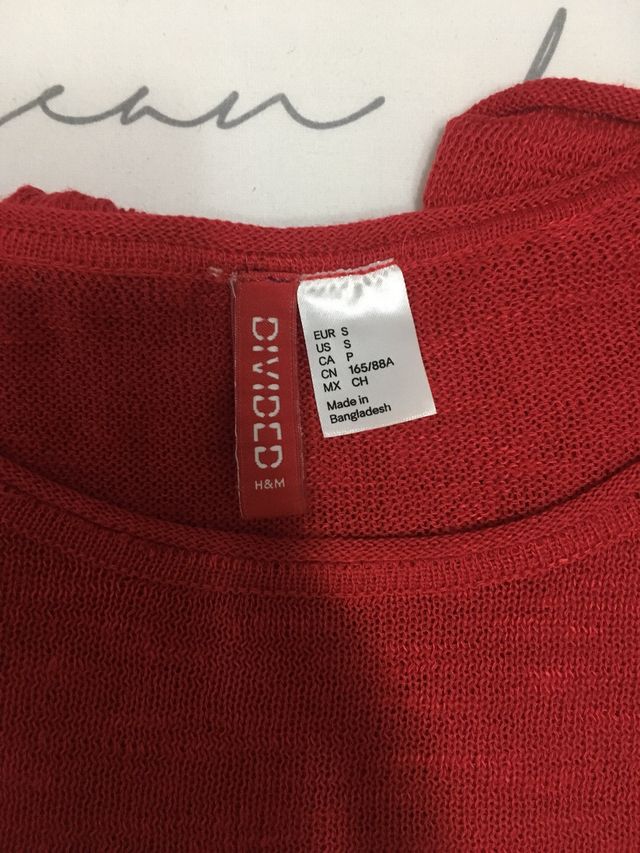 DIVIDED
H&M
EUR S
US S
CA P
CN 165/88A
MX CH
Made in
Bangladesh